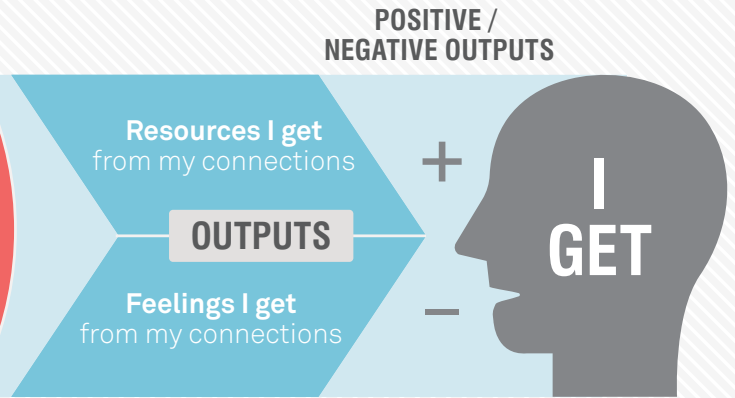 POSITIVE /
NEGATIVE OUTPUTS
Resources I get
from my connections
+
OUTPUTS
I
GET
Feelings I get
from my connections
–